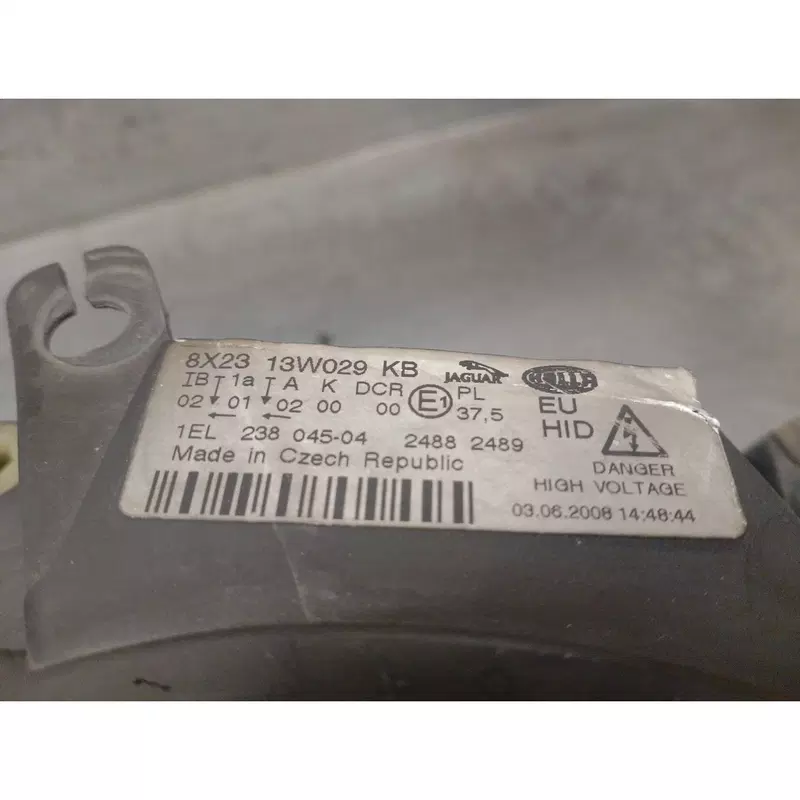 8X23 13W029 KB JAGUAR HELLA
IB 1a A K DCR E1 PL EU
02 01 02 00 00 37,5 HID
1EL 238 045-04 2488 2489
Made in Czech Republic
DANGER
HIGH VOLTAGE
03.06.2008 14:48:44